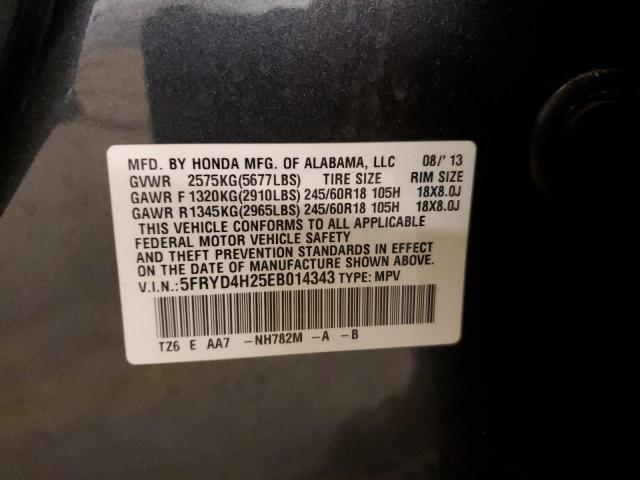 MFD. BY HONDA MFG. OF ALABAMA, LLC 08/'13
GVWR 2575KG(5677LBS) TIRE SIZE RIM SIZE
GAWR F 1320KG(2910LBS) 245/60R18 105H 18X8.0J
GAWR R 1345KG(2965LBS) 245/60R18 105H 18X8.0J
THIS VEHICLE CONFORMS TO ALL APPLICABLE
FEDERAL MOTOR VEHICLE SAFETY
AND THEFT PREVENTION STANDARDS IN EFFECT
ON THE DATE OF MANUFACTURE SHOWN ABOVE.
V.I.N.:5FRYD4H25EB014343 TYPE: MPV
TZ6 E AA7 -NH782M -A -B